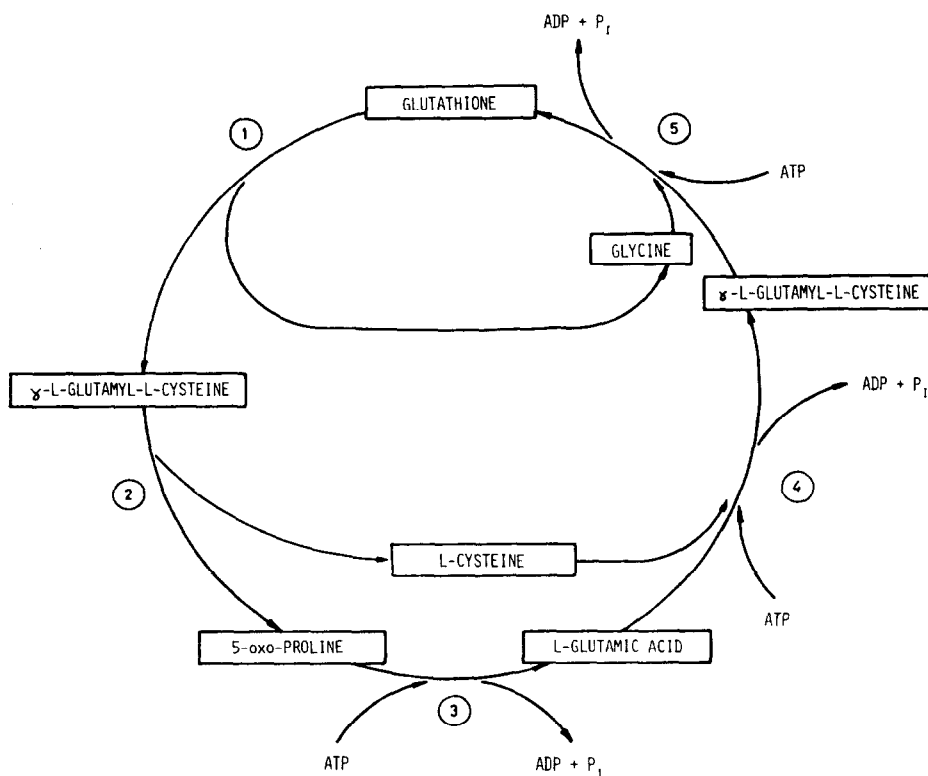 ADP + PI
GLUTATHIONE
1
5
ATP
GLYCINE
γ-L-GLUTAMYL-L-CYSTEINE
γ-L-GLUTAMYL-L-CYSTEINE
ADP + PI
2
4
L-CYSTEINE
ATP
5-oxo-PROLINE
L-GLUTAMIC ACID
3
ATP
ADP + PI